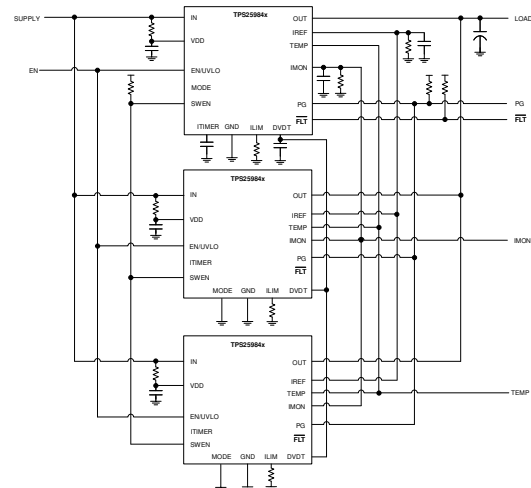 SUPPLY
EN
TPS25984x
IN
VDD
EN/UVLO
MODE
SWEN
ITIMER GND ILIM DVDT
OUT
IREF
TEMP
IMON
PG
FLT
LOAD
PG
FLT
TPS25984x
IN
VDD
EN/UVLO
ITIMER
SWEN
MODE GND ILIM DVDT
OUT
IREF
TEMP
IMON
PG
FLT
IMON
TPS25984x
IN
VDD
EN/UVLO
ITIMER
SWEN
MODE GND ILIM DVDT
OUT
IREF
TEMP
IMON
PG
FLT
TEMP